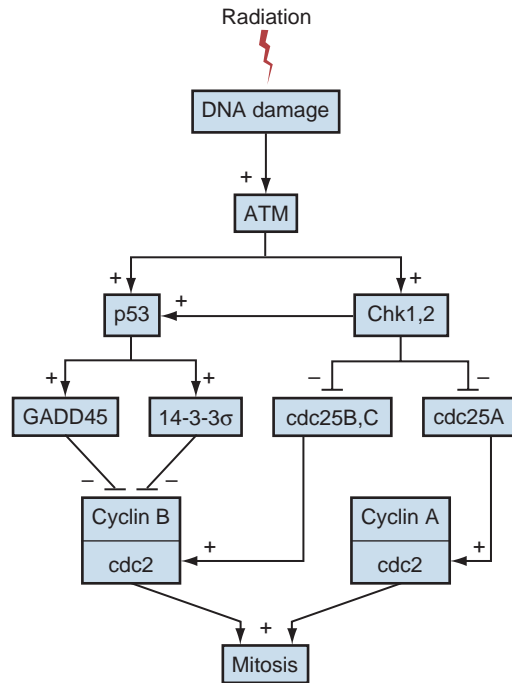 Radiation
DNA damage
+
ATM
+ +
p53 + Chk1,2
+ + − −
GADD45 14-3-3σ cdc25B,C cdc25A
− −
Cyclin B Cyclin A
cdc2 + cdc2 +
+
Mitosis